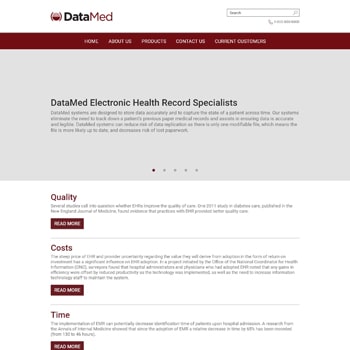 DataMed
Search
HOME ABOUT US PRODUCTS CONTACT US CURRENT CUSTOMERS
DataMed Electronic Health Record Specialists
DataMed systems are designed to store data accurately and to capture the state of a patient across time. Our systems
eliminate the need to track down a patient's previous paper medical records and assists in ensuring data is accurate
and legible. DataMed systems can reduce risk of data replication as there is only one modifiable file, which means the
file is more likely up to date, and decreases risk of lost paperwork.
Quality
Several studies call into question whether EHRs improve the quality of care. One 2011 study in diabetes care, published in the
New England Journal of Medicine, found evidence that practices with EHR provided better quality care.
READ MORE
Costs
The steep price of EHR and provider uncertainty regarding the value they will derive from adoption in the form of return on
investment has a significant influence on EHR adoption. In a project initiated by the Office of the National Coordinator for Health
Information (ONC), surveyors found that hospital administrators and physicians who had adopted EHR noted that any gains in
efficiency were offset by reduced productivity as the technology was implemented, as well as the need to increase information
technology staff to maintain the system.
READ MORE
Time
The implementation of EMR can potentially decrease identification time of patients upon hospital admission. A research from
the Annals of Internal Medicine showed that since the adoption of EMR a relative decrease in time by 65% has been recorded
(from 130 to 46 hours).
READ MORE